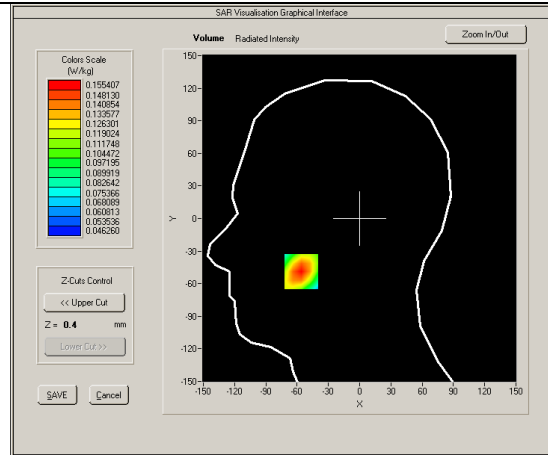 SAR Visualisation Graphical Interface
Volume Radiated Intensity
Zoom In/Out
Colors Scale
(W/kg)
0.155407
0.148130
0.140854
0.133577
0.126301
0.119024
0.111748
0.104472
0.097195
0.089919
0.082642
0.075366
0.068089
0.060813
0.053536
0.046260
Z-Cuts Control
<< Upper Cut
Z = 0.4 mm
Lower Cut >>
SAVE Cancel
150
120
90
60
30
0
-30
-60
-90
-120
-150
Y
-150 -120 -90 -60 -30 0 30 60 90 120 150
X